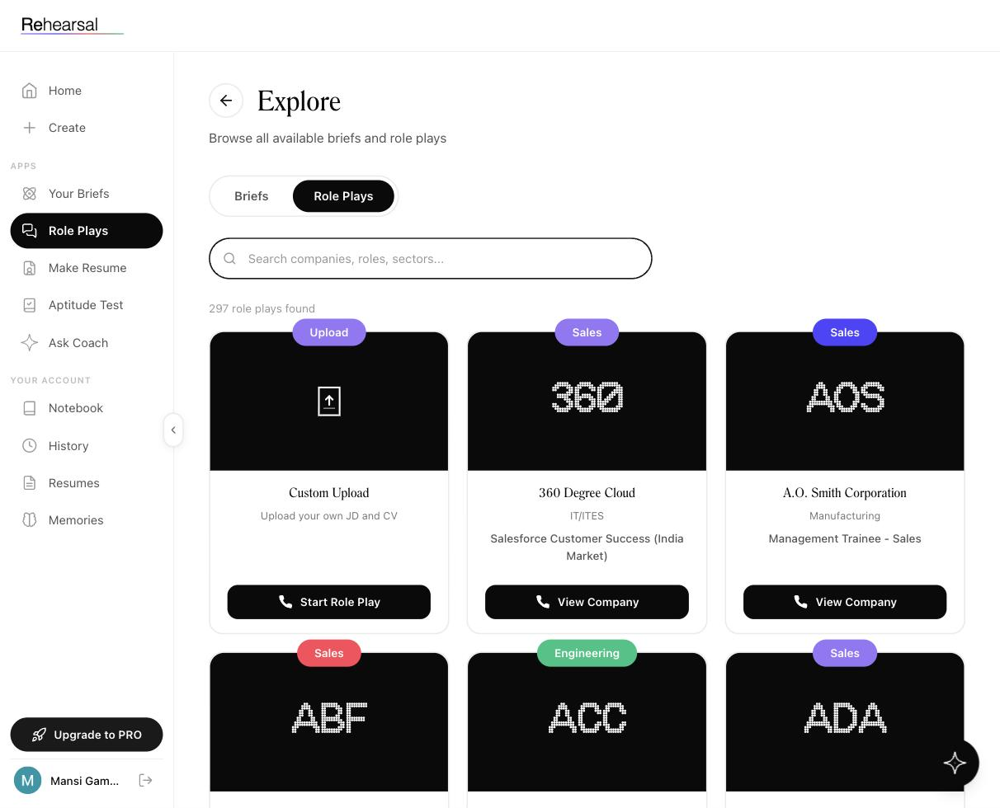 Rehearsal
Home
Create
APPS
Your Briefs
Role Plays
Make Resume
Aptitude Test
Ask Coach
YOUR ACCOUNT
Notebook
History
Resumes
Memories
Upgrade to PRO
M
Mansi Gam...
Explore
Browse all available briefs and role plays
Briefs
Role Plays
Search companies, roles, sectors...
297 role plays found
Upload
Custom Upload
Upload your own JD and CV
Start Role Play
Sales
360
360 Degree Cloud
IT/ITES
Salesforce Customer Success (India
Market)
View Company
Sales
AOS
A.O. Smith Corporation
Manufacturing
Management Trainee - Sales
View Company
Sales
ABF
Engineering
ACC
Sales
ADA